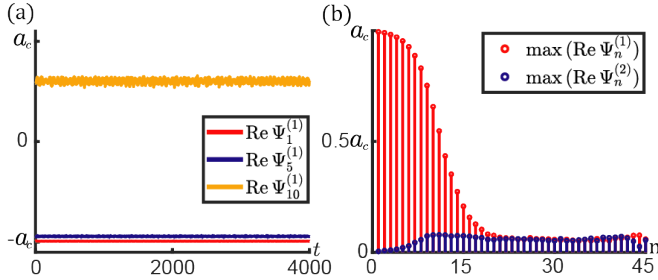 (a)
a_c
0
-a_c
0
2000
4000
t
Re Ψ_1^(1)
Re Ψ_5^(1)
Re Ψ_10^(1)
(b)
a_c
0.5a_c
0
0
15
30
45
n
max (Re Ψ_n^(1))
max (Re Ψ_n^(2))